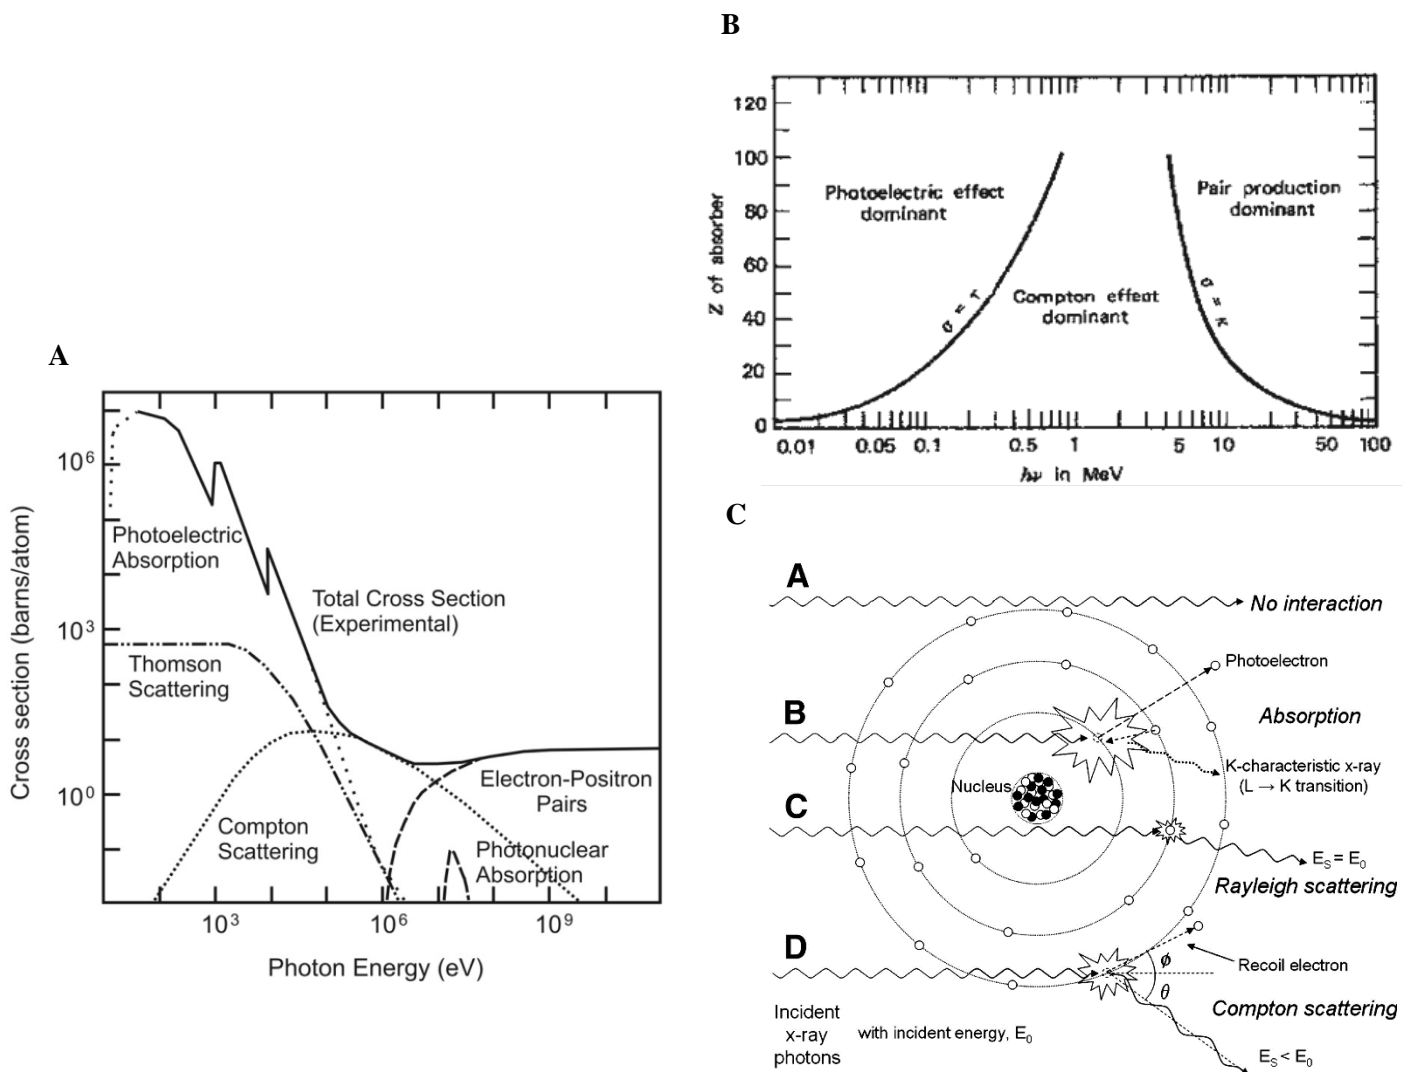 A
10⁶
10³
10⁰
10³
10⁶
10⁹
Cross section (barns/atom)
Photon Energy (eV)
Photoelectric
Absorption
Total Cross Section
(Experimental)
Thomson
Scattering
Compton
Scattering
Electron-Positron
Pairs
Photonuclear
Absorption
B
120
100
80
60
40
20
0
Z of absorber
Photoelectric effect
dominant
Pair production
dominant
Compton effect
dominant
σ = τ
σ = κ
0.01
0.05
0.1
0.5
1
5
10
50
100
hν in MeV
C
A
No interaction
Photoelectron
B
Absorption
K-characteristic x-ray
(L → K transition)
Nucleus
C
E_S = E_0
Rayleigh scattering
D
Recoil electron
ϕ
θ
Compton scattering
Incident
x-ray
photons
with incident energy, E_0
E_S < E_0